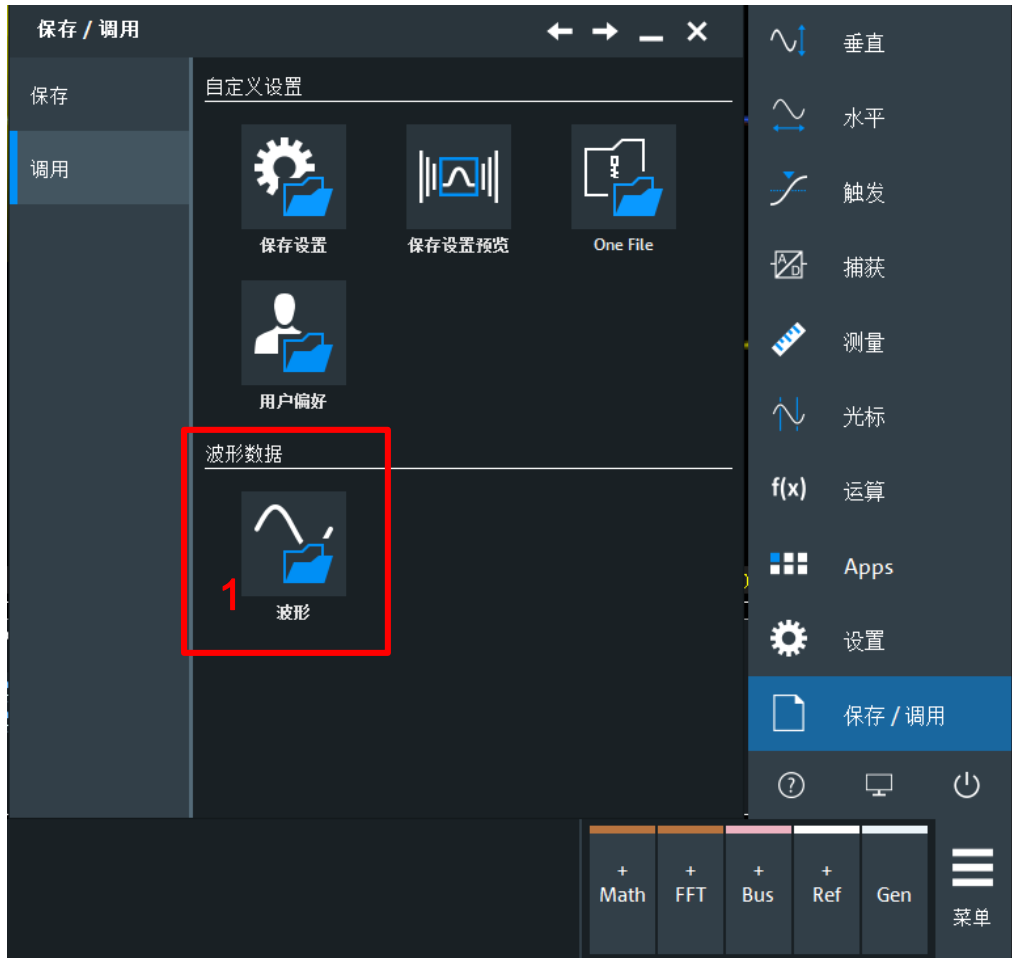 保存 / 调用
保存
调用
自定义设置
保存设置
保存设置预览
One File
用户偏好
波形数据
1
波形
垂直
水平
触发
A
D
捕获
测量
光标
f(x)
运算
Apps
设置
保存 / 调用
?
+
Math
+
FFT
+
Bus
+
Ref
Gen
菜单